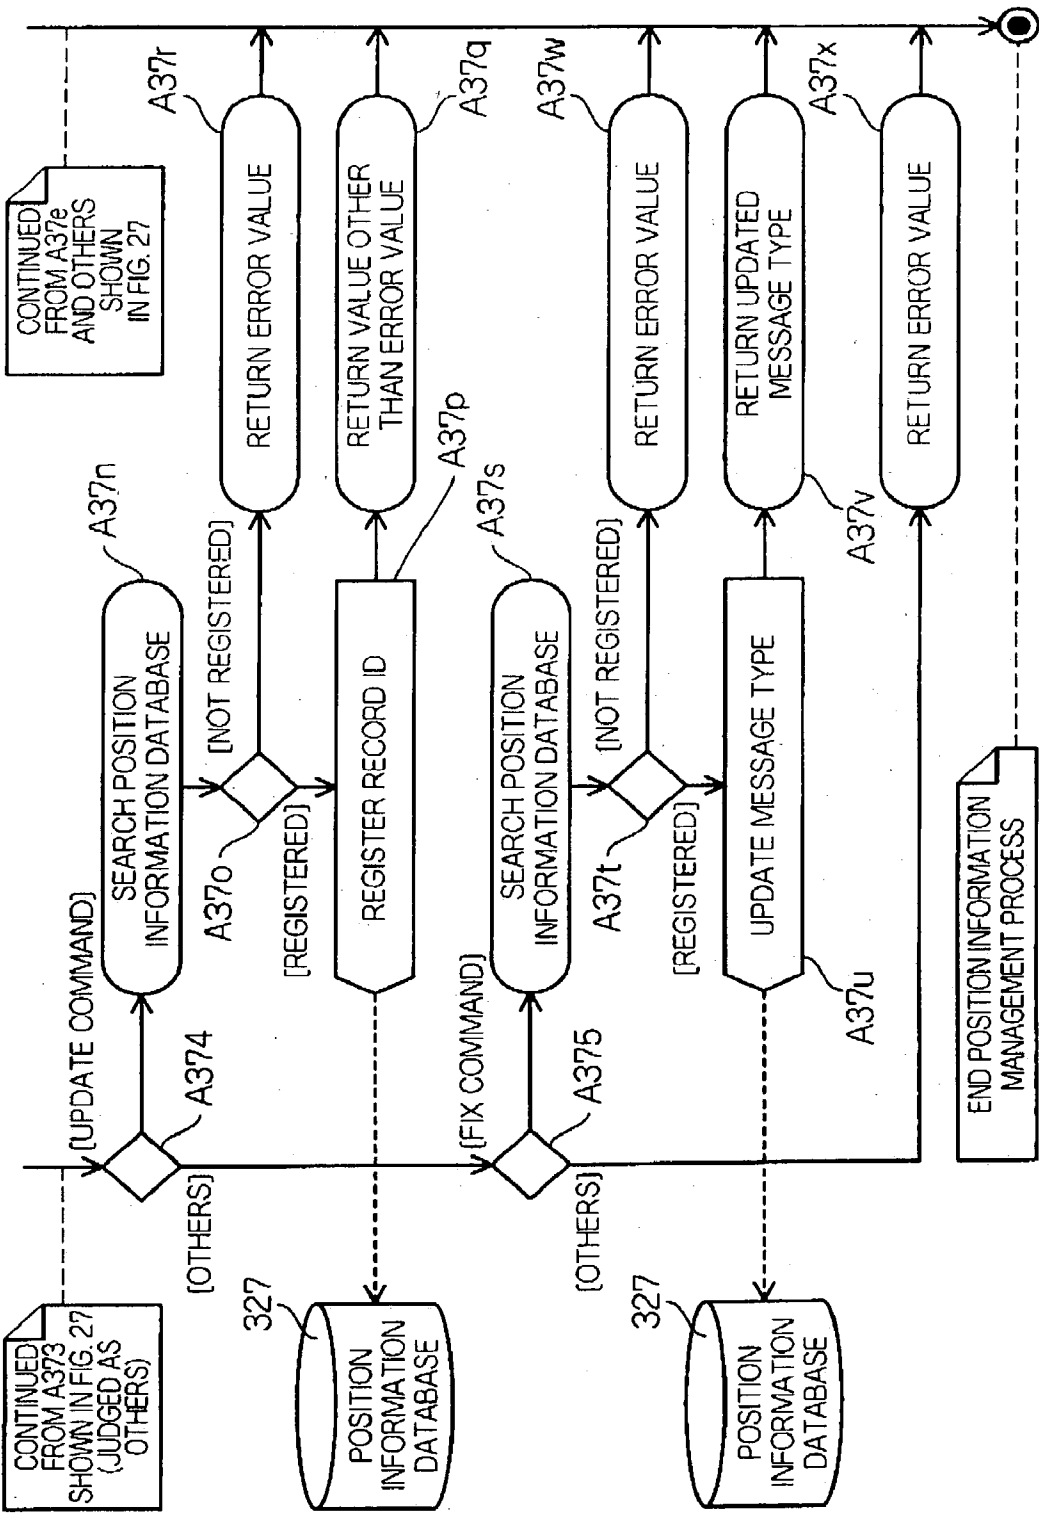 CONTINUED
FROM A373
SHOWN IN FIG. 27
(JUDGED AS
OTHERS)
CONTINUED
FROM A37e
AND OTHERS
SHOWN
IN FIG. 27
[UPDATE COMMAND]
A374
[OTHERS]
SEARCH POSITION
INFORMATION DATABASE
A37n
A37o
[NOT REGISTERED]
RETURN ERROR VALUE
A37r
[REGISTERED]
REGISTER RECORD ID
A37p
RETURN VALUE OTHER
THAN ERROR VALUE
A37q
327
POSITION
INFORMATION
DATABASE
[FIX COMMAND]
A375
[OTHERS]
SEARCH POSITION
INFORMATION DATABASE
A37s
A37t
[NOT REGISTERED]
RETURN ERROR VALUE
A37w
[REGISTERED]
UPDATE MESSAGE TYPE
A37u
RETURN UPDATED
MESSAGE TYPE
A37v
327
POSITION
INFORMATION
DATABASE
RETURN ERROR VALUE
A37x
END POSITION INFORMATION
MANAGEMENT PROCESS